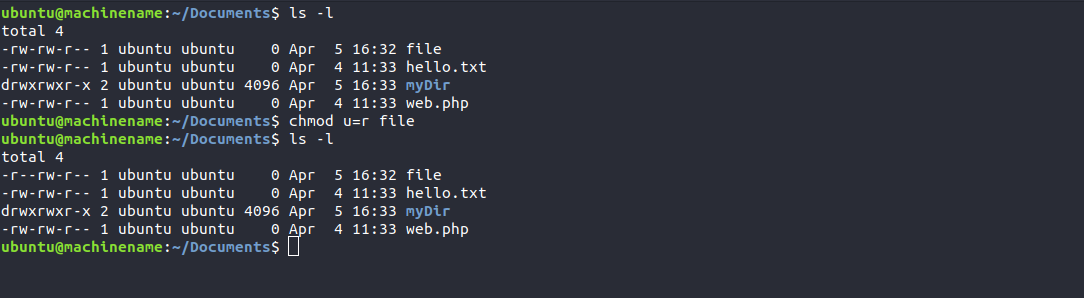 ubuntu@machinename:~/Documents$ ls -l
total 4
-rw-rw-r-- 1 ubuntu ubuntu    0 Apr  5 16:32 file
-rw-rw-r-- 1 ubuntu ubuntu    0 Apr  4 11:33 hello.txt
drwxrwxr-x 2 ubuntu ubuntu 4096 Apr  5 16:33 myDir
-rw-rw-r-- 1 ubuntu ubuntu    0 Apr  4 11:33 web.php
ubuntu@machinename:~/Documents$ chmod u=r file
ubuntu@machinename:~/Documents$ ls -l
total 4
-r--rw-r-- 1 ubuntu ubuntu    0 Apr  5 16:32 file
-rw-rw-r-- 1 ubuntu ubuntu    0 Apr  4 11:33 hello.txt
drwxrwxr-x 2 ubuntu ubuntu 4096 Apr  5 16:33 myDir
-rw-rw-r-- 1 ubuntu ubuntu    0 Apr  4 11:33 web.php
ubuntu@machinename:~/Documents$